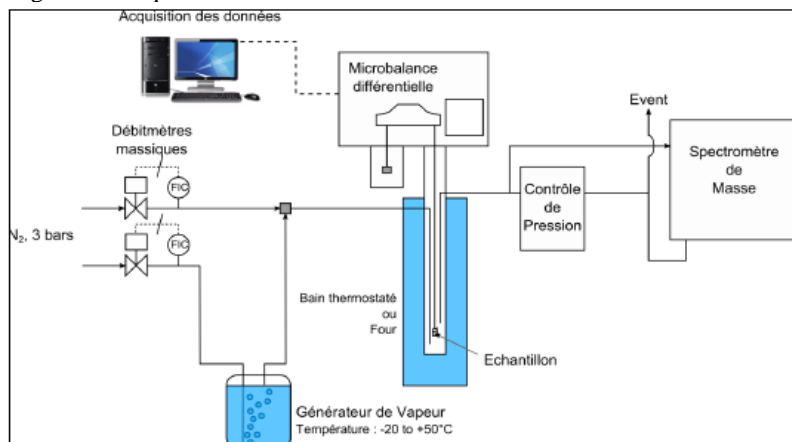 Acquisition des données
Microbalance
différentielle
Event
Débitmètres
massiques
Spectromètre
de
Masse
FIC
Contrôle
de
Pression
N₂, 3 bars
FIC
Bain thermostaté
ou
Four
Echantillon
Générateur de Vapeur
Température : -20 to +50°C